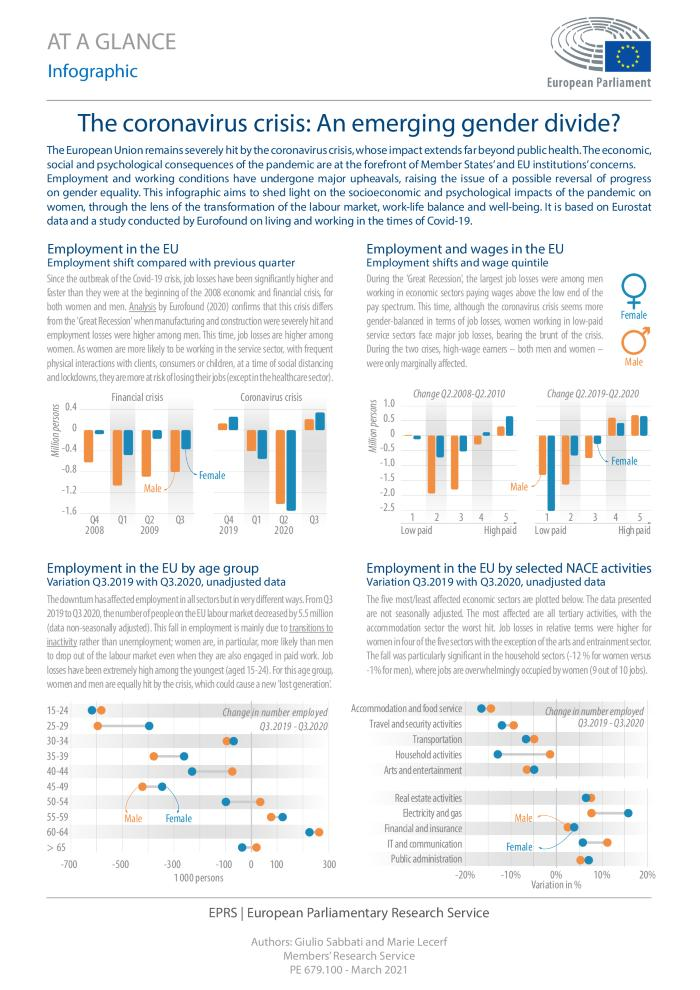 AT A GLANCE
Infographic
European Parliament
The coronavirus crisis: An emerging gender divide?
The European Union remains severely hit by the coronavirus crisis, whose impact extends far beyond public health. The economic,
social and psychological consequences of the pandemic are at the forefront of Member States' and EU institutions' concerns.
Employment and working conditions have undergone major upheavals, raising the issue of a possible reversal of progress
on gender equality. This infographic aims to shed light on the socioeconomic and psychological impacts of the pandemic on
women, through the lens of the transformation of the labour market, work-life balance and well-being. It is based on Eurostat
data and a study conducted by Eurofound on living and working in the times of Covid-19.
Employment in the EU
Employment shift compared with previous quarter
Since the outbreak of the Covid-19 crisis, job losses have been significantly higher and
faster than they were at the beginning of the 2008 economic and financial crisis, for
both women and men. Analysis by Eurofound (2020) confirms that this crisis differs
from the 'Great Recession' when manufacturing and construction were severely hit and
employment losses were higher among men. This time, job losses are higher among
women. As women are more likely to be working in the service sector, with frequent
physical interactions with clients, consumers or children, at a time of social distancing
and lockdowns, they are more at risk of losing their jobs (except in the healthcare sector).
Financial crisis
Coronavirus crisis
Million persons
0.4
0
-0.4
-0.8
-1.2
-1.6
Male
Female
Q4 Q1 Q2 Q3 Q4 Q1 Q2 Q3
2008 2009 2019 2020
Employment and wages in the EU
Employment shifts and wage quintile
During the 'Great Recession', the largest job losses were among men
working in economic sectors paying wages above the low end of the
pay spectrum. This time, although the coronavirus crisis seems more
gender-balanced in terms of job losses, women working in low-paid
service sectors face major job losses, bearing the brunt of the crisis.
During the two crises, high-wage earners – both men and women –
were only marginally affected.
Female
Male
Change Q2.2008-Q2.2010
Change Q2.2019-Q2.2020
Million persons
1.0
0.5
0
-0.5
-1.0
-1.5
-2.0
-2.5
Male
Female
1 2 3 4 5 1 2 3 4 5
Low paid High paid Low paid High paid
Employment in the EU by age group
Variation Q3.2019 with Q3.2020, unadjusted data
The downturn has affected employment in all sectors but in very different ways. From Q3
2019 to Q3 2020, the number of people on the EU labour market decreased by 5.5 million
(data non-seasonally adjusted). This fall in employment is mainly due to transitions to
inactivity rather than unemployment; women are, in particular, more likely than men
to drop out of the labour market even when they are also engaged in paid work. Job
losses have been extremely high among the youngest (aged 15-24). For this age group,
women and men are equally hit by the crisis, which could cause a new 'lost generation'.
Change in number employed
Q3.2019 - Q3.2020
15-24
25-29
30-34
35-39
40-44
45-49
50-54
55-59
60-64
> 65
Male
Female
-700 -500 -300 -100 0 100 300
1 000 persons
Employment in the EU by selected NACE activities
Variation Q3.2019 with Q3.2020, unadjusted data
The five most/least affected economic sectors are plotted below. The data presented
are not seasonally adjusted. The most affected are all tertiary activities, with the
accommodation sector the worst hit. Job losses in relative terms were higher for
women in four of the five sectors with the exception of the arts and entrainment sector.
The fall was particularly significant in the household sectors (-12 % for women versus
-1% for men), where jobs are overwhelmingly occupied by women (9 out of 10 jobs).
Change in number employed
Q3.2019 - Q3.2020
Accommodation and food service
Travel and security activities
Transportation
Household activities
Arts and entertainment
Real estate activities
Electricity and gas
Financial and insurance
IT and communication
Public administration
Male
Female
-20% -10% 0% 10% 20%
Variation in %
EPRS | European Parliamentary Research Service
Authors: Giulio Sabbati and Marie Lecerf
Members' Research Service
PE 679.100 - March 2021